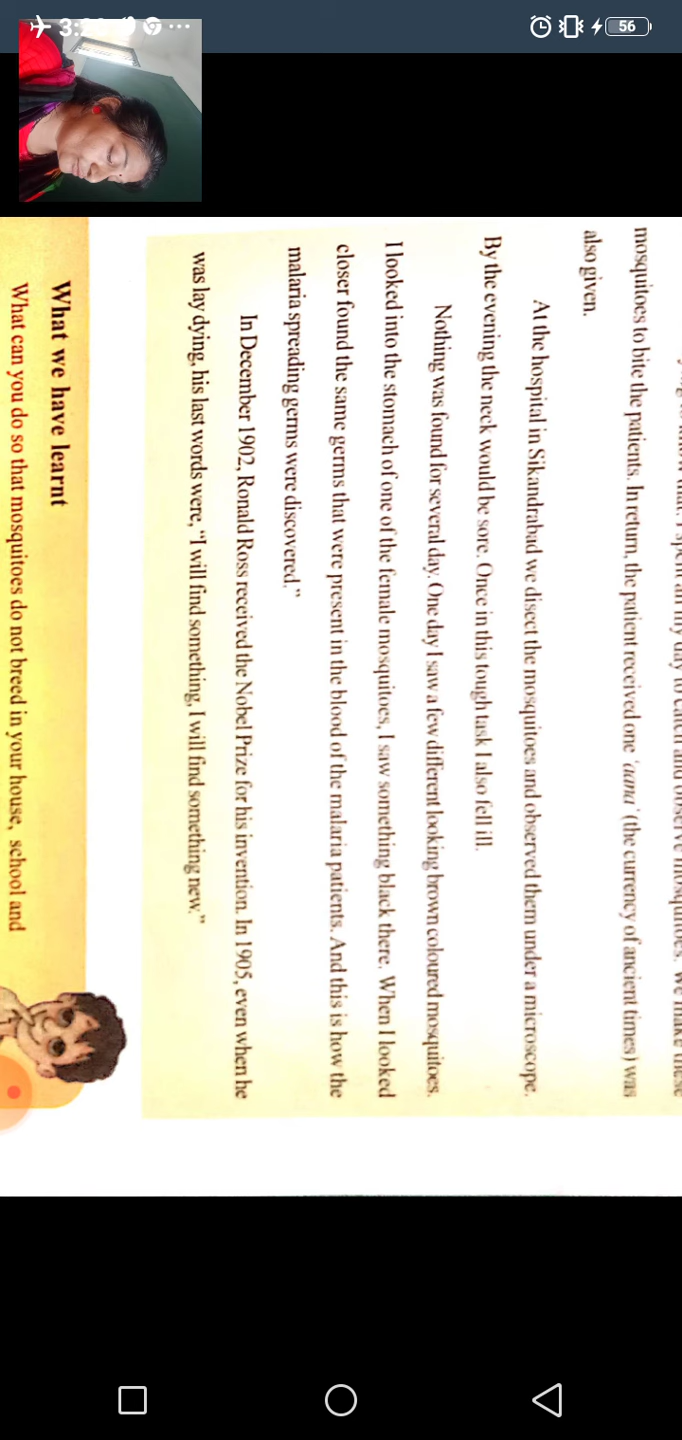 3:
56
mosquitoes to bite the patients. In return, the patient received one 'aana' (the currency of ancient times) was
also given.
At the hospital in Sikandrabad we disect the mosquitoes and observed them under a microscope.
By the evening the neck would be sore. Once in this tough task I also fell ill.
Nothing was found for several day. One day I saw a few different looking brown coloured mosquitoes.
I looked into the stomach of one of the female mosquitoes, I saw something black there. When I looked
closer found the same germs that were present in the blood of the malaria patients. And this is how the
malaria spreading germs were discovered."
In December 1902, Ronald Ross received the Nobel Prize for his invention. In 1905, even when he
was lay dying, his last words were, "I will find something, I will find something new."
What we have learnt
What can you do so that mosquitoes do not breed in your house, school and